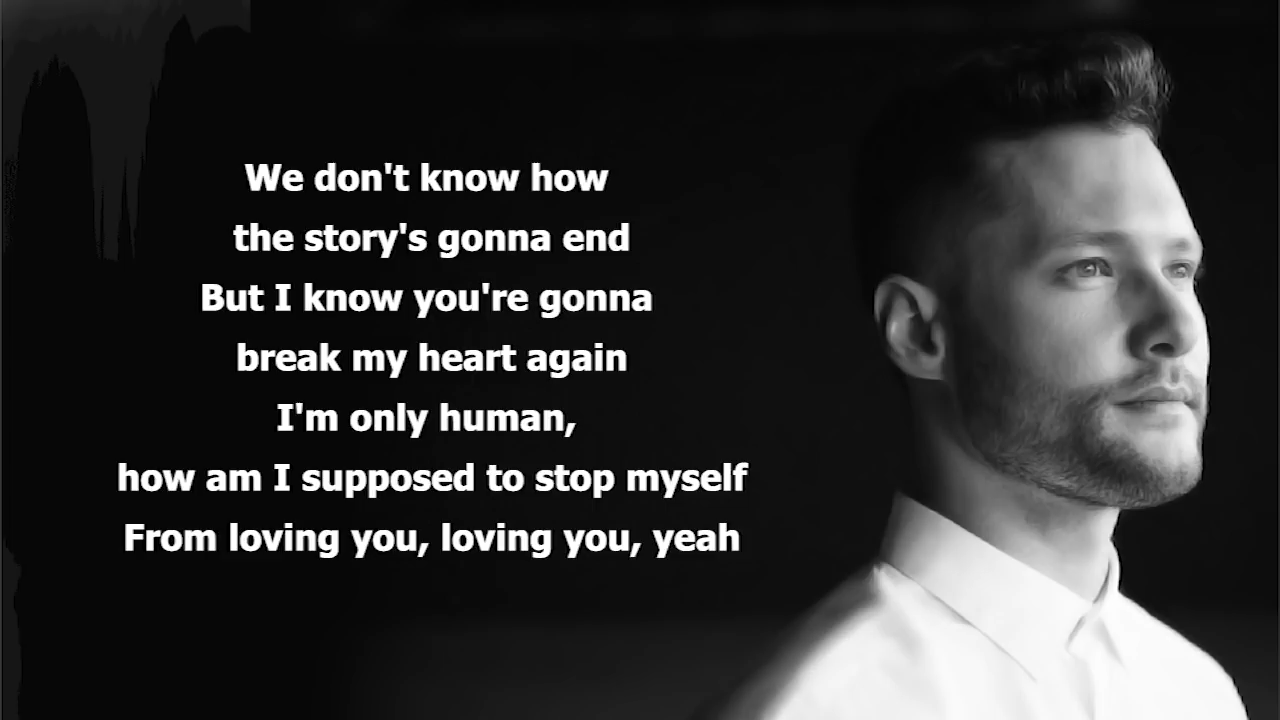 We don't know how
the story's gonna end
But I know you're gonna
break my heart again
I'm only human,
how am I supposed to stop myself
From loving you, loving you, yeah